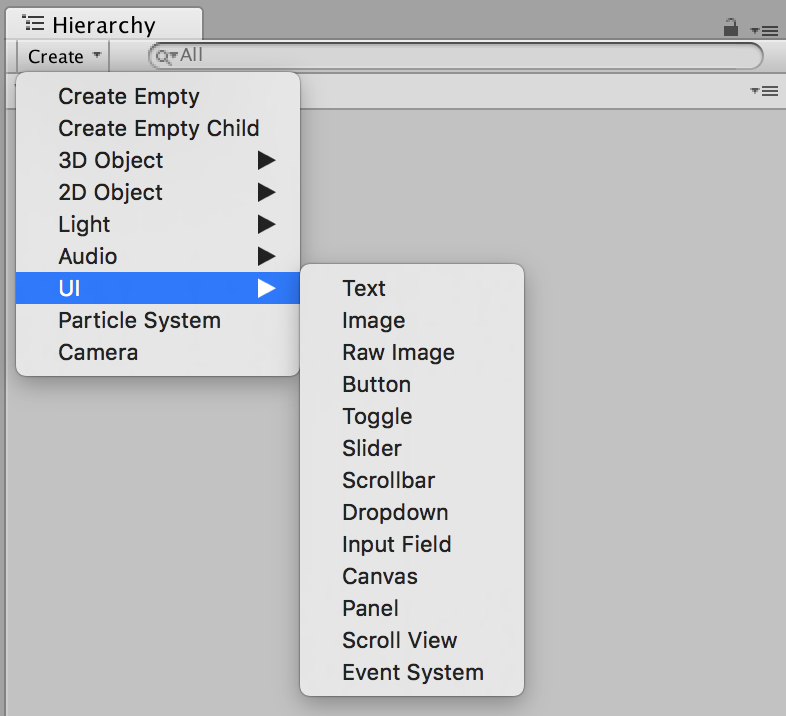 Hierarchy
Create
All
Create Empty
Create Empty Child
3D Object
2D Object
Light
Audio
UI
Particle System
Camera
Text
Image
Raw Image
Button
Toggle
Slider
Scrollbar
Dropdown
Input Field
Canvas
Panel
Scroll View
Event System